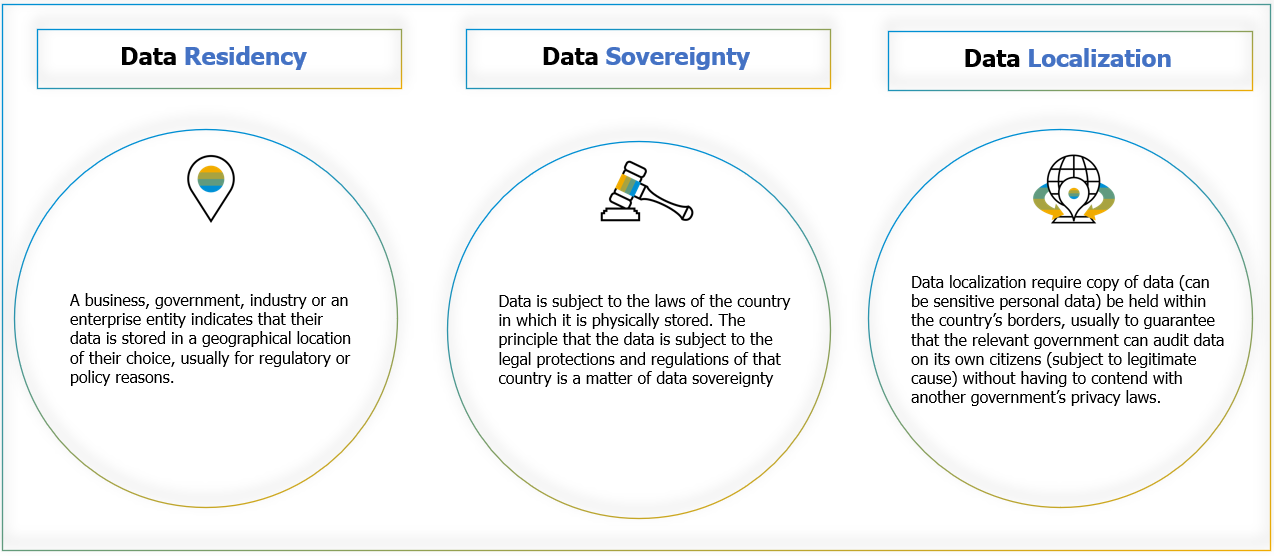 Data Residency
Data Sovereignty
Data Localization
A business, government, industry or an
enterprise entity indicates that their
data is stored in a geographical location
of their choice, usually for regulatory or
policy reasons.
Data is subject to the laws of the country
in which it is physically stored. The
principle that the data is subject to the
legal protections and regulations of that
country is a matter of data sovereignty
Data localization require copy of data (can
be sensitive personal data) be held within
the country’s borders, usually to guarantee
that the relevant government can audit data
on its own citizens (subject to legitimate
cause) without having to contend with
another government’s privacy laws.